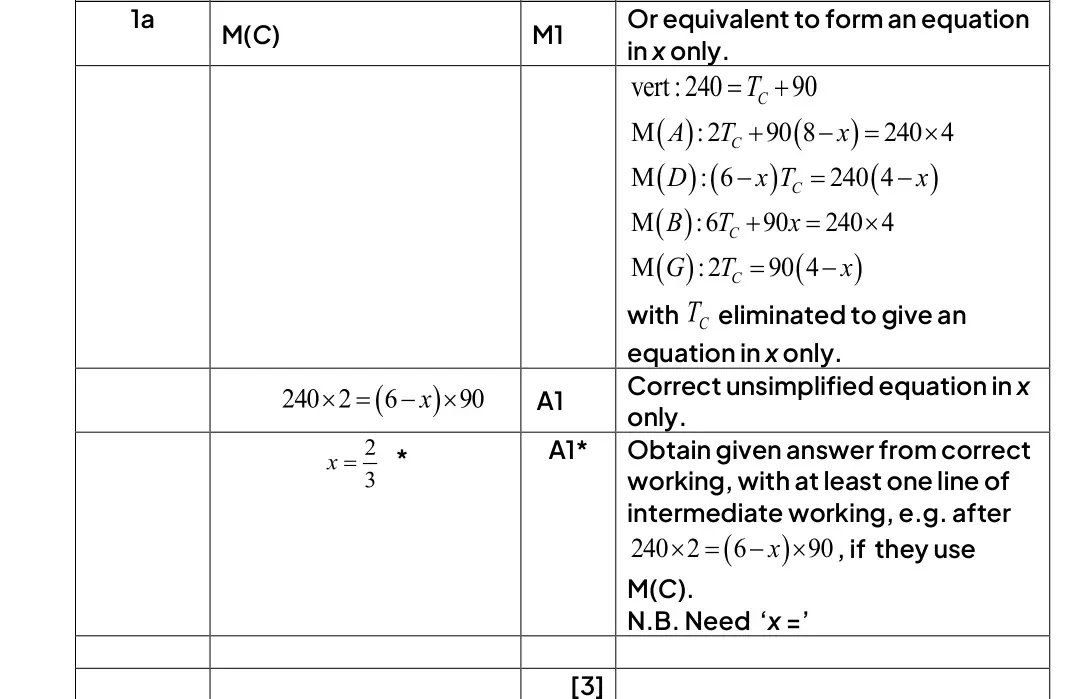 1a
M(C)
M1
Or equivalent to form an equation
in x only.
vert : 240 = T_C + 90
M(A): 2T_C + 90(8 − x) = 240 × 4
M(D): (6 − x)T_C = 240(4 − x)
M(B): 6T_C + 90x = 240 × 4
M(G): 2T_C = 90(4 − x)
with T_C eliminated to give an
equation in x only.
240 × 2 = (6 − x) × 90
A1
Correct unsimplified equation in x
only.
x = 2/3 *
A1*
Obtain given answer from correct
working, with at least one line of
intermediate working, e.g. after
240 × 2 = (6 − x) × 90 , if they use
M(C).
N.B. Need ‘x =’
[3]